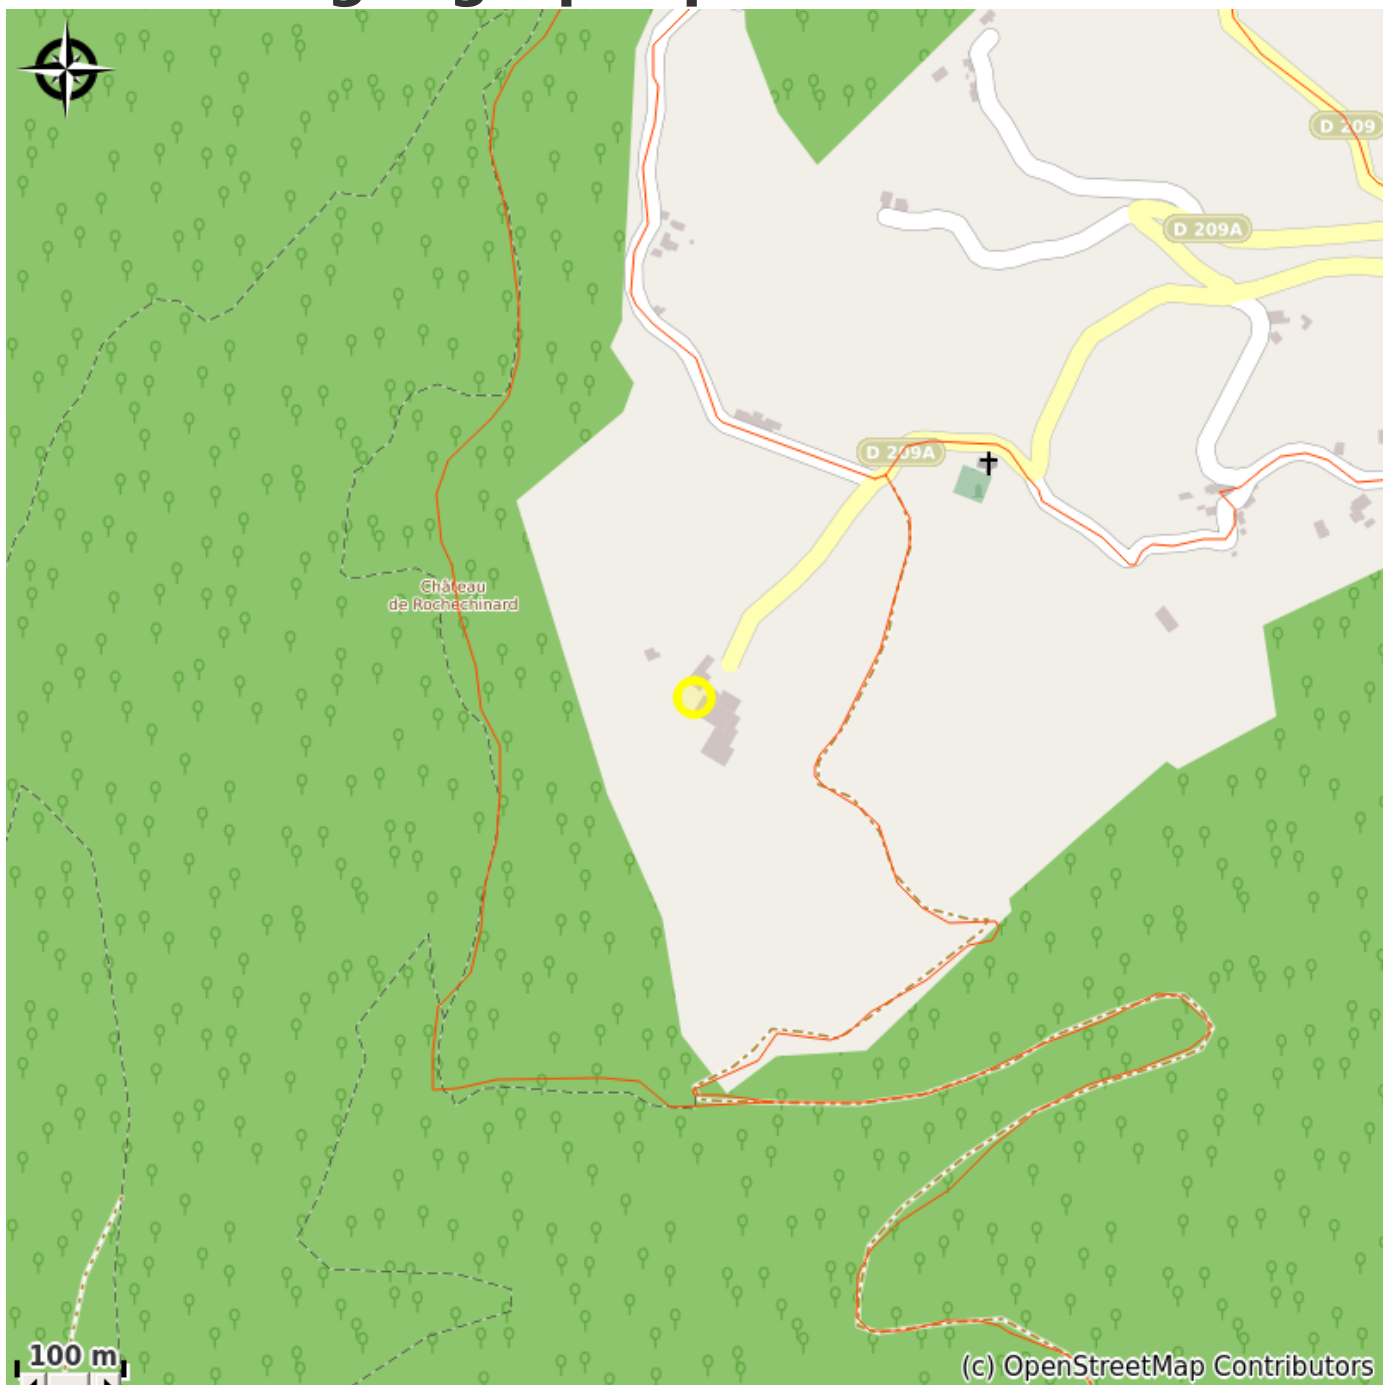 D 209
D 209A
D 209A
Château
de Rochechinard
100 m
(c) OpenStreetMap Contributors